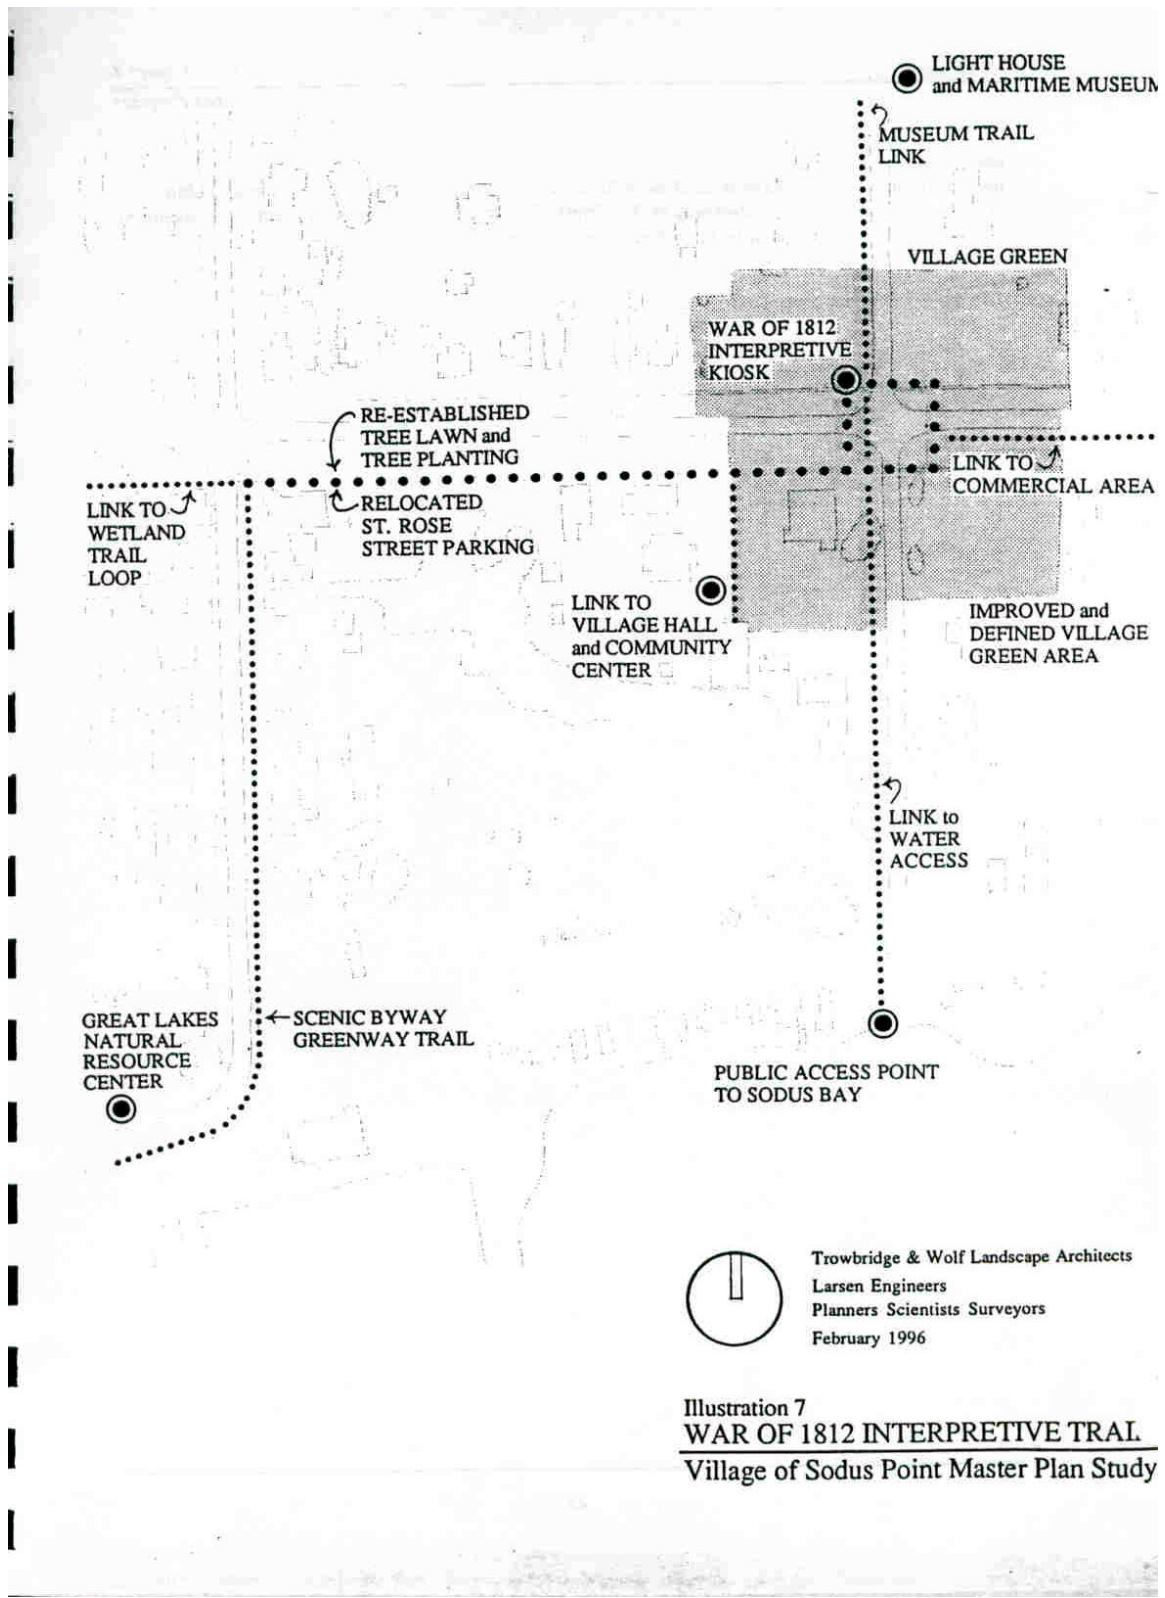 LIGHT HOUSE
and MARITIME MUSEUM
MUSEUM TRAIL
LINK
VILLAGE GREEN
WAR OF 1812
INTERPRETIVE
KIOSK
RE-ESTABLISHED
TREE LAWN and
TREE PLANTING
LINK TO
COMMERCIAL AREA
LINK TO
WETLAND
TRAIL
LOOP
RELOCATED
ST. ROSE
STREET PARKING
LINK TO
VILLAGE HALL
and COMMUNITY
CENTER
IMPROVED and
DEFINED VILLAGE
GREEN AREA
LINK to
WATER
ACCESS
GREAT LAKES
NATURAL
RESOURCE
CENTER
SCENIC BYWAY
GREENWAY TRAIL
PUBLIC ACCESS POINT
TO SODUS BAY
Trowbridge & Wolf Landscape Architects
Larsen Engineers
Planners Scientists Surveyors
February 1996
Illustration 7
WAR OF 1812 INTERPRETIVE TRAL
Village of Sodus Point Master Plan Study